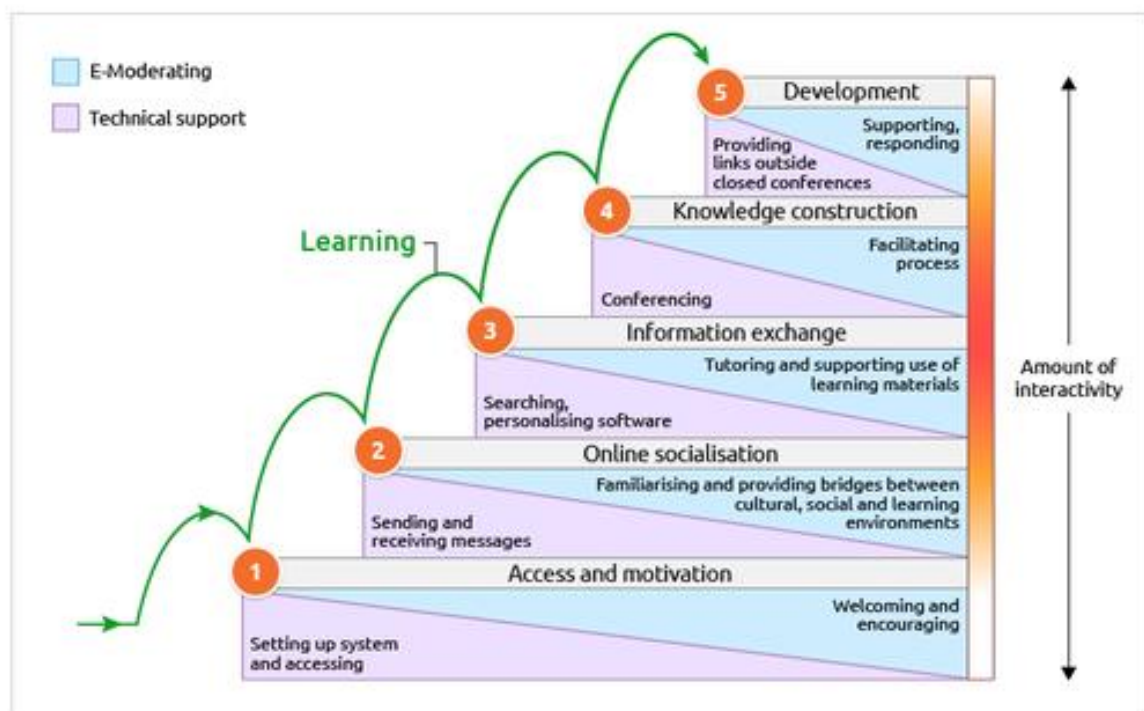 E-Moderating
Technical support
Learning
5
Development
Supporting,
responding
Providing
links outside
closed conferences
4
Knowledge construction
Facilitating
process
Conferencing
3
Information exchange
Tutoring and supporting use of
learning materials
Searching,
personalising software
2
Online socialisation
Familiarising and providing bridges between
cultural, social and learning
environments
Sending and
receiving messages
1
Access and motivation
Welcoming and
encouraging
Setting up system
and accessing
Amount of
interactivity